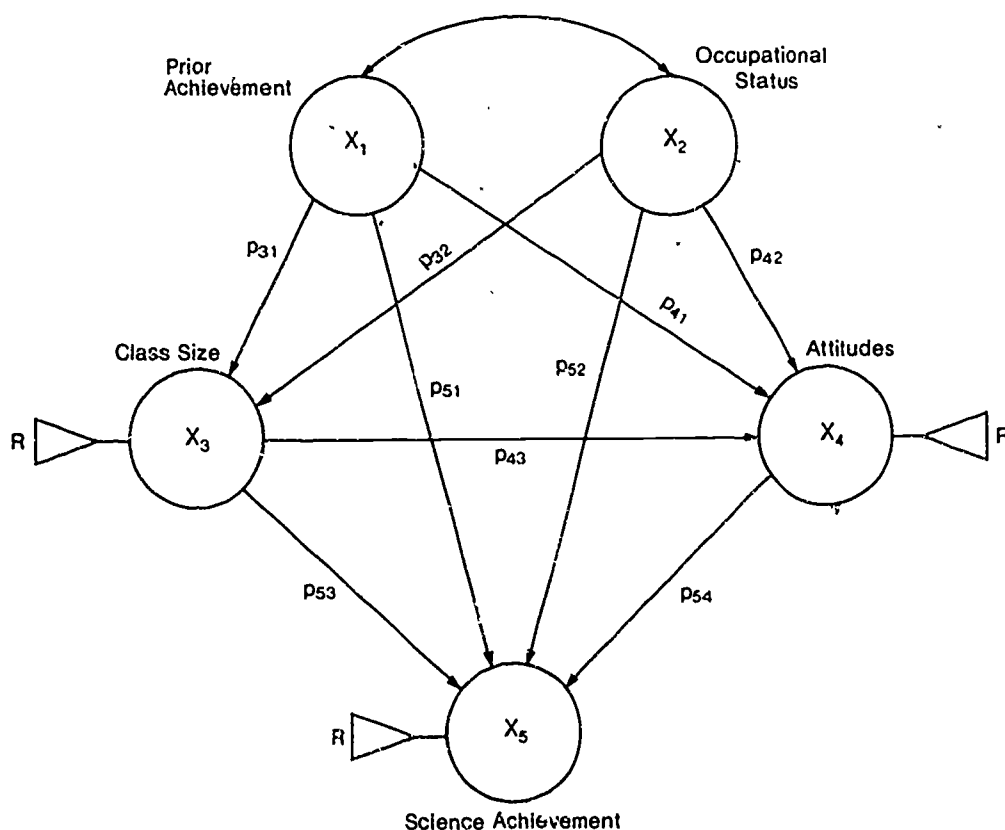 Prior
Achievement
Occupational
Status
X1
X2
p31
p32
p42
p41
Class Size
Attitudes
p51
p52
R
X3
X4
R
p43
p53
p54
R
X5
Science Achievement